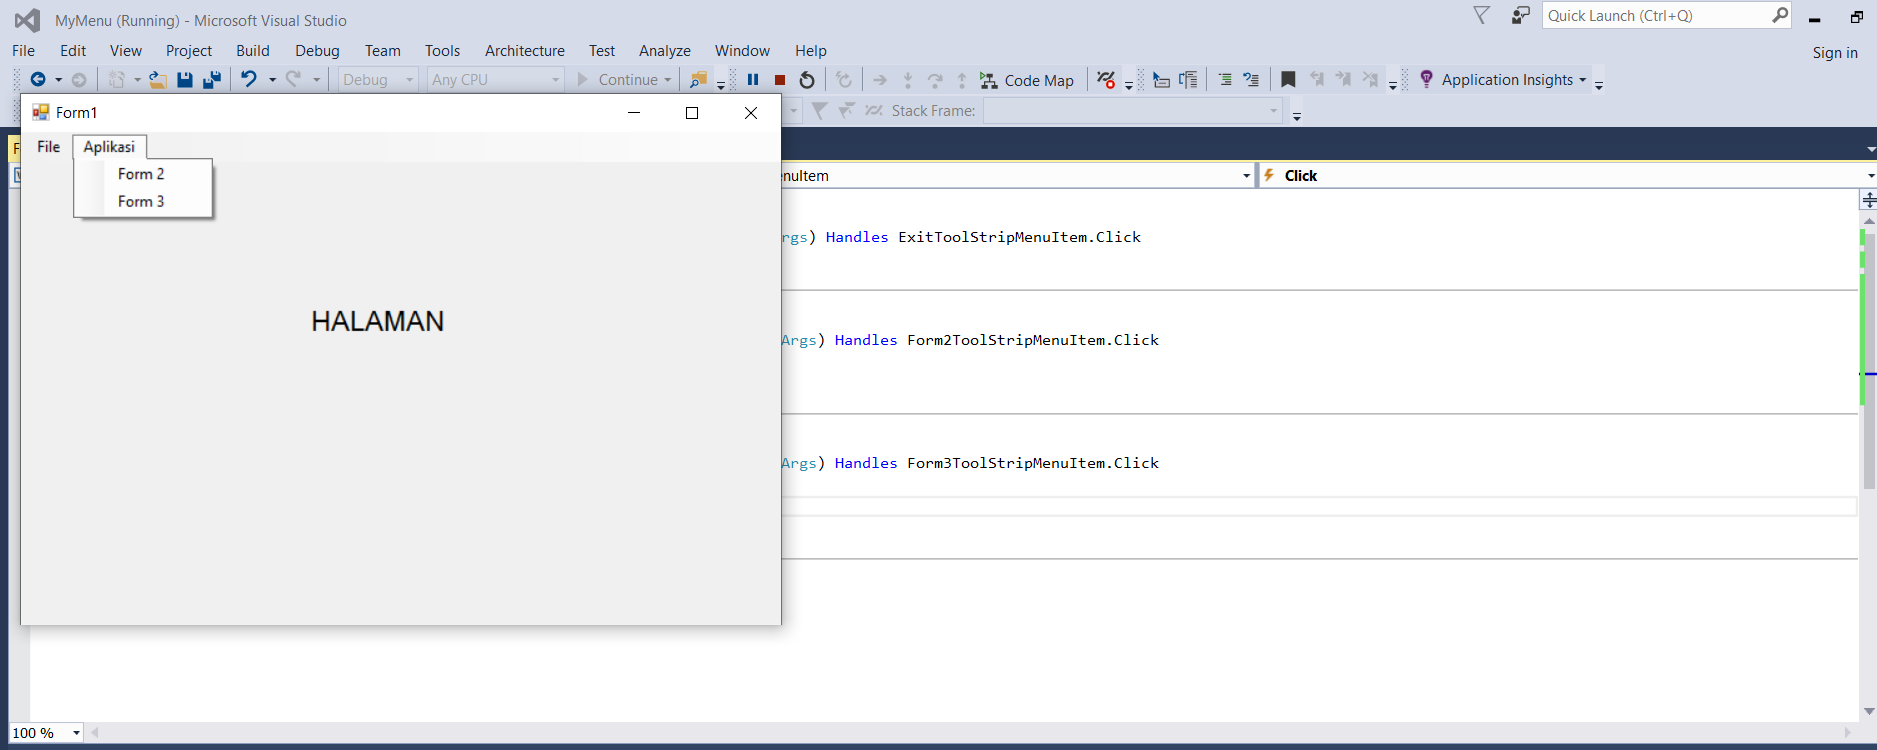 MyMenu (Running) - Microsoft Visual Studio
Quick Launch (Ctrl+Q)
File Edit View Project Build Debug Team Tools Architecture Test Analyze Window Help
Sign in
Debug Any CPU Continue Code Map Application Insights
Form1
Stack Frame:
File Aplikasi
Form 2
Form 3
nuItem
Click
rgs) Handles ExitToolStripMenuItem.Click
HALAMAN
Args) Handles Form2ToolStripMenuItem.Click
Args) Handles Form3ToolStripMenuItem.Click
100 %